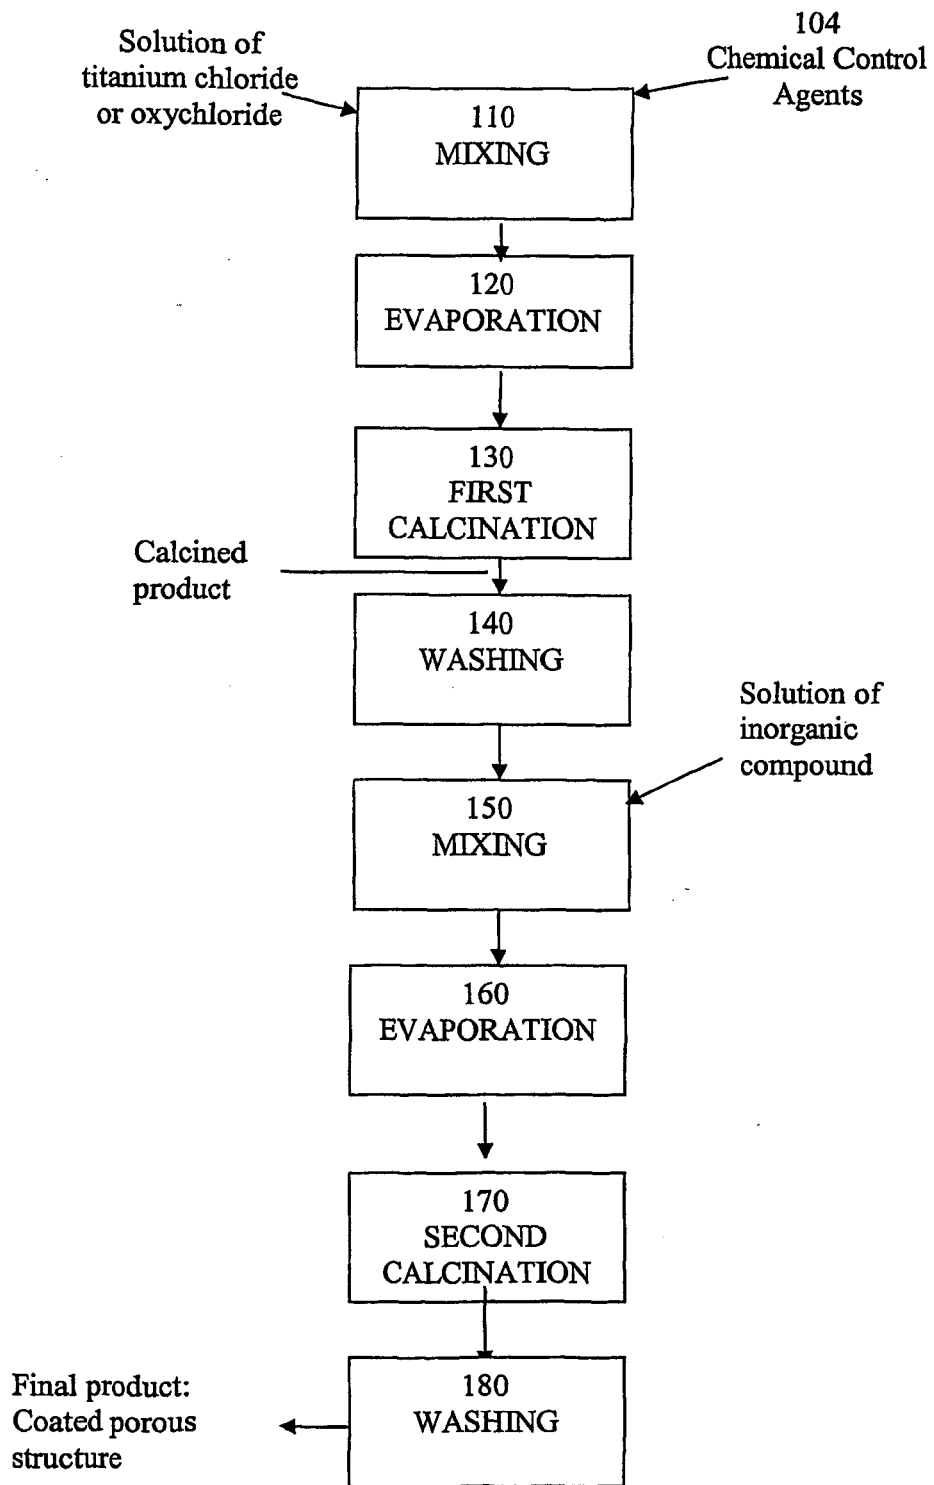 Solution of
titanium chloride
or oxychloride
104
Chemical Control
Agents
110
MIXING
120
EVAPORATION
130
FIRST
CALCINATION
Calcined
product
140
WASHING
Solution of
inorganic
compound
150
MIXING
160
EVAPORATION
170
SECOND
CALCINATION
Final product:
Coated porous
structure
180
WASHING